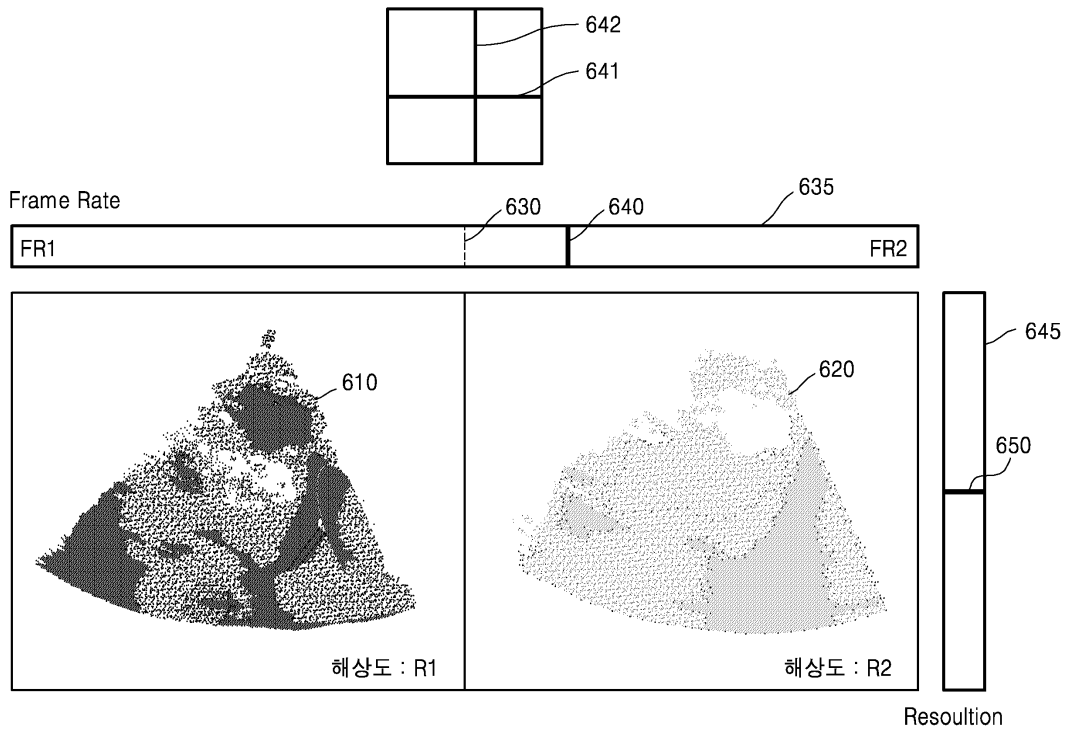 642
641
Frame Rate
630
640
635
FR1
FR2
645
610
620
650
해상도 : R1
해상도 : R2
Resoultion